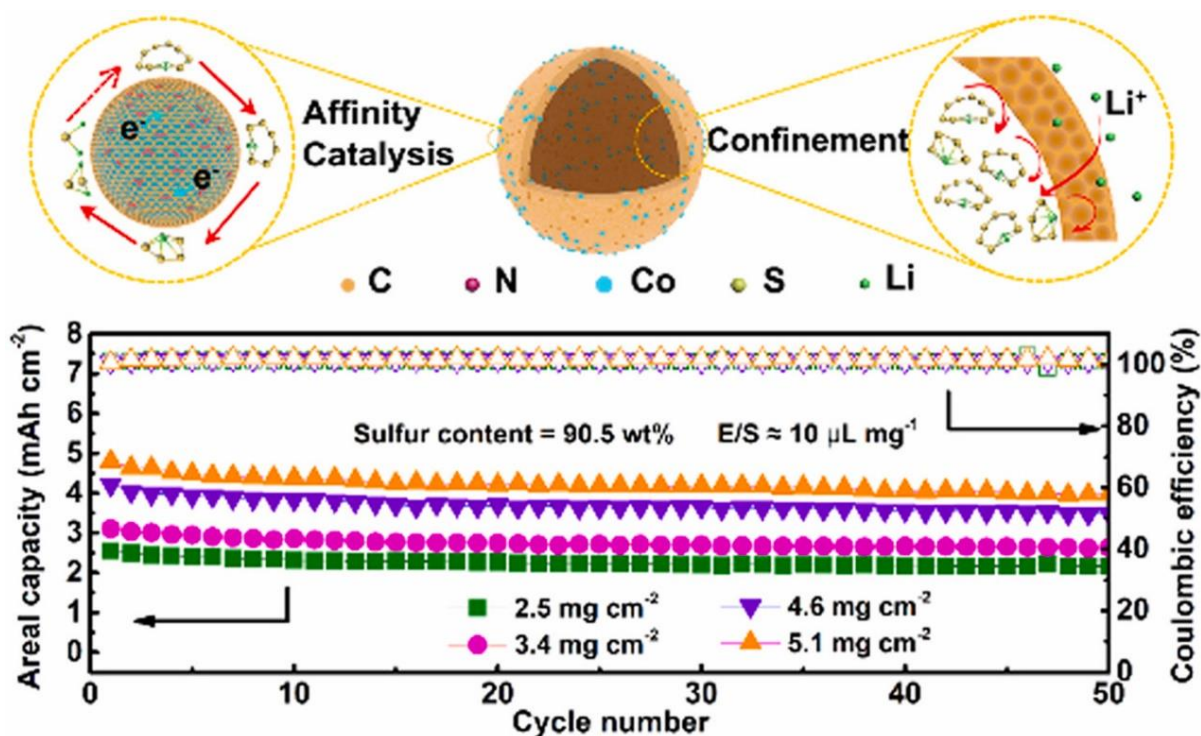 Affinity
Catalysis
e-
e-
Confinement
Li⁺
C N Co S Li
Areal capacity (mAh cm⁻²)
8
7
6
5
4
3
2
1
0
Sulfur content = 90.5 wt% E/S ≈ 10 μL mg⁻¹
2.5 mg cm⁻² 4.6 mg cm⁻²
3.4 mg cm⁻² 5.1 mg cm⁻²
100
80
60
40
20
0
Coulombic efficiency (%)
0 10 20 30 40 50
Cycle number